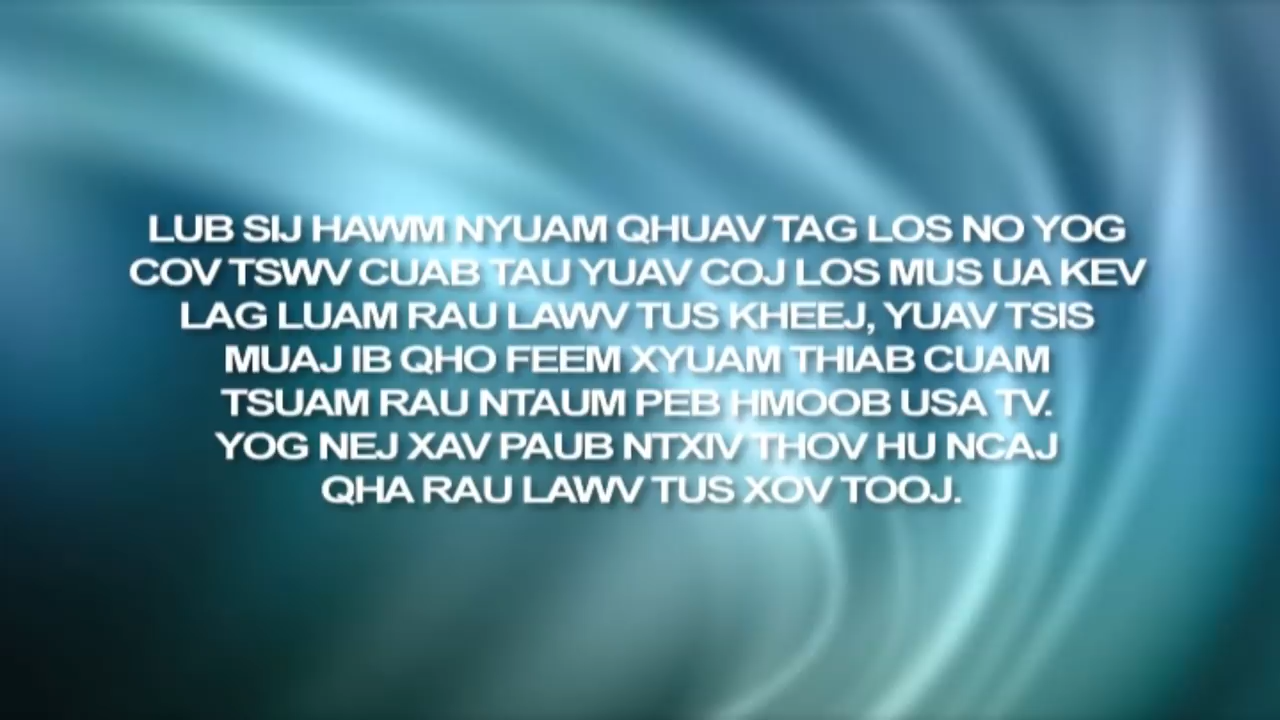 LUB SIJ HAWM NYUAM QHUAV TAG LOS NO YOG
COV TSWV CUAB TAU YUAV COJ LOS MUS UA KEV
LAG LUAM RAU LAWV TUS KHEEJ, YUAV TSIS
MUAJ IB QHO FEEM XYUAM THIAB CUAM
TSUAM RAU NTAUM PEB HMOOB USA TV.
YOG NEJ XAV PAUB NTXIV THOV HU NCAJ
QHA RAU LAWV TUS XOV TOOJ.